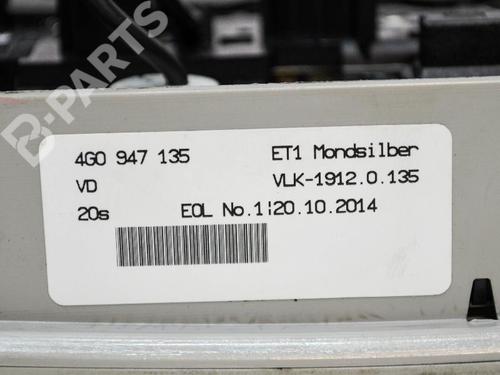 B-PARTS
4G0 947 135 ET1 Mondsilber
VD VLK-1912.0.135
20s EOL No.1¦20.10.2014